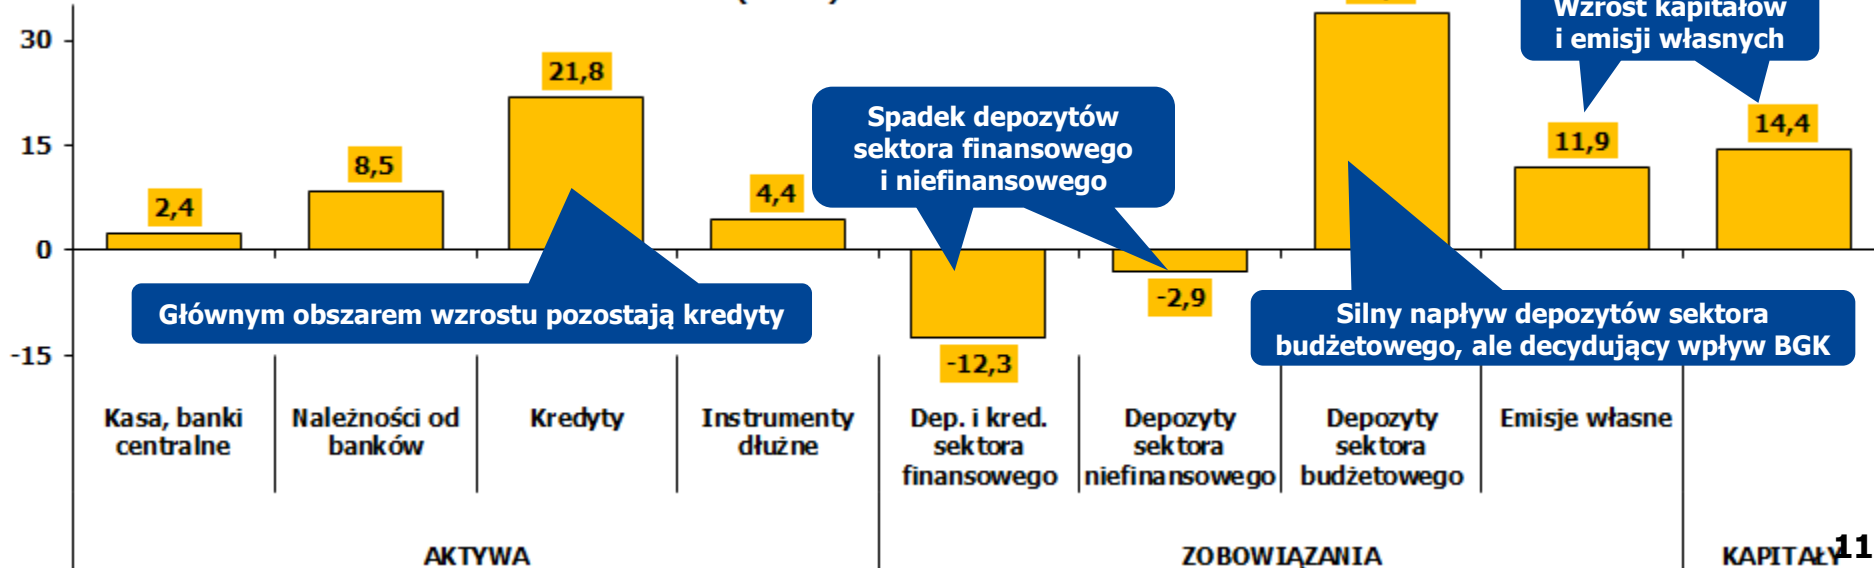 Wzrost kapitałów
i emisji własnych
30
21,8
Spadek depozytów
sektora finansowego
i niefinansowego
14,4
15
11,9
8,5
4,4
2,4
0
-2,9
Głównym obszarem wzrostu pozostają kredyty
Silny napływ depozytów sektora
budżetowego, ale decydujący wpływ BGK
-15
-12,3
Kasa, banki
centralne
Należności od
banków
Kredyty
Instrumenty
dłużne
Dep. i kred.
sektora
finansowego
Depozyty
sektora
niefinansowego
Depozyty
sektora
budżetowego
Emisje własne
AKTYWA
ZOBOWIĄZANIA
KAPITAŁY
11